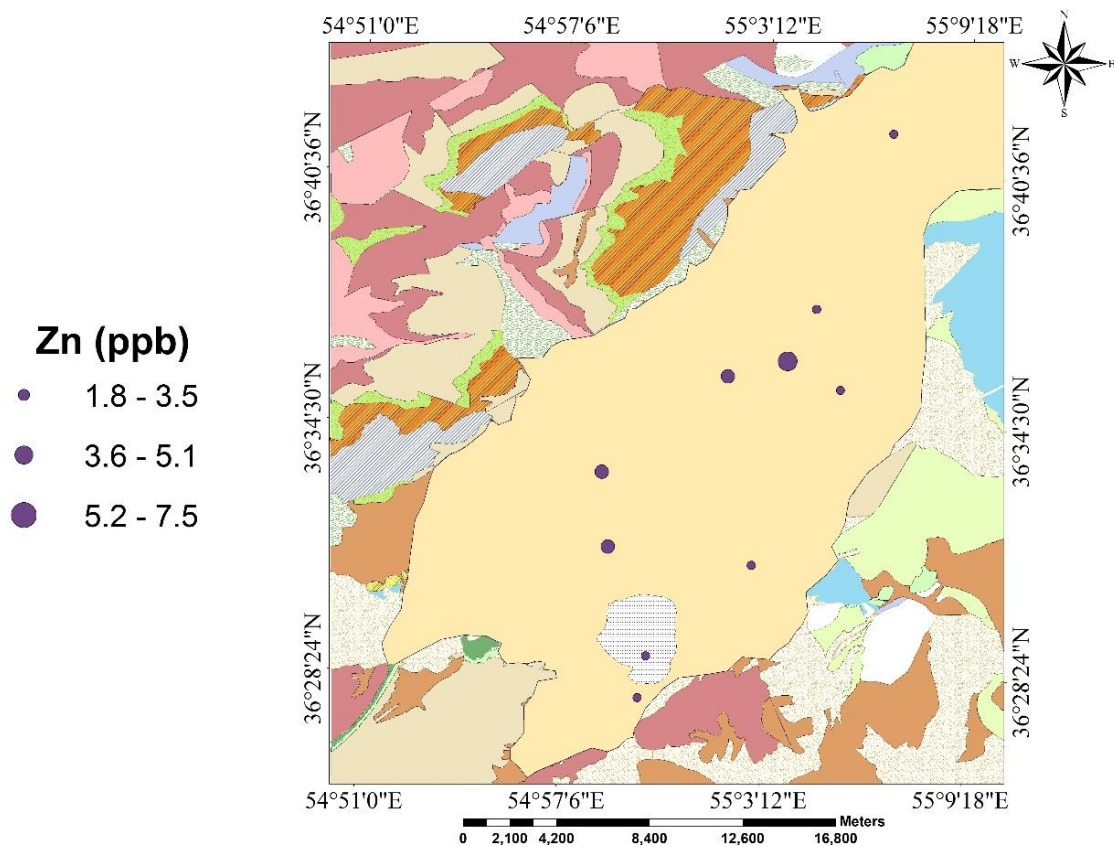 54°51'0"E 54°57'6"E 55°3'12"E 55°9'18"E
N
W E
S
36°40'36"N 36°40'36"N
Zn (ppb)
1.8 - 3.5
3.6 - 5.1
5.2 - 7.5
36°34'30"N 36°34'30"N
36°28'24"N 36°28'24"N
54°51'0"E 54°57'6"E 55°3'12"E 55°9'18"E
Meters
0 2,100 4,200 8,400 12,600 16,800